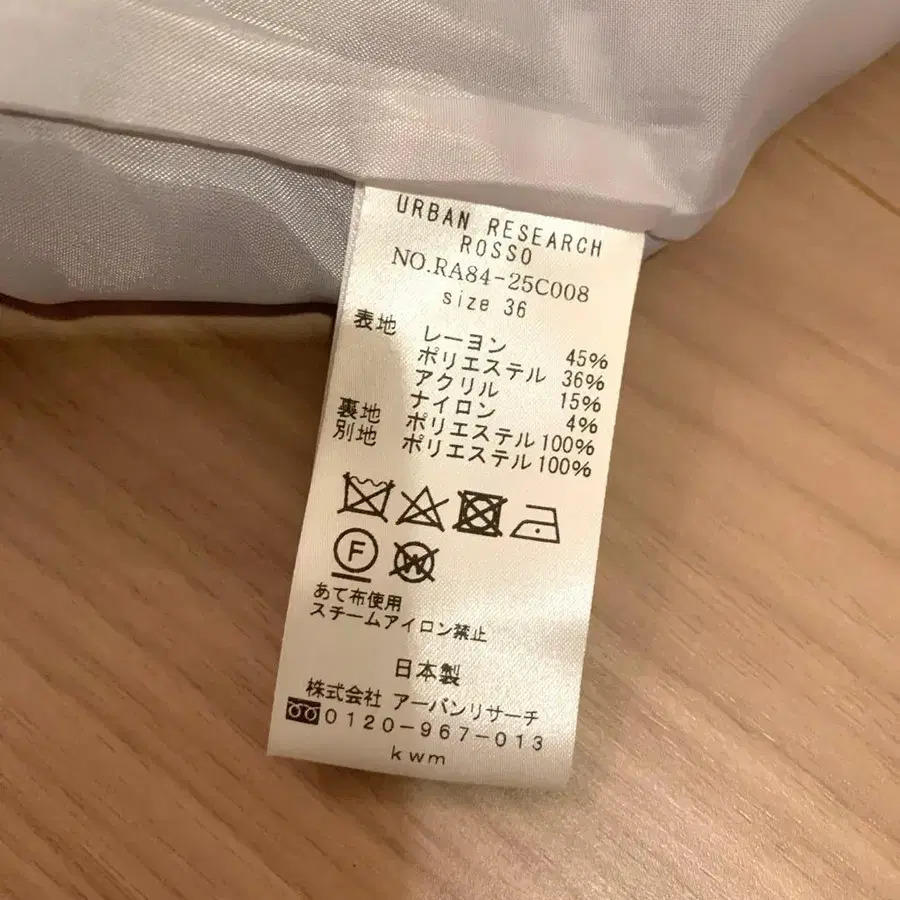 URBAN RESEARCH
ROSSO
NO.RA84-25C008
size 36
表地 レーヨン 45%
ポリエステル 36%
アクリル 15%
ナイロン 4%
裏地 ポリエステル 100%
別地 ポリエステル 100%
F
W
あて布使用
スチームアイロン禁止
日本製
株式会社 アーバンリサーチ
0120-967-013
kwm